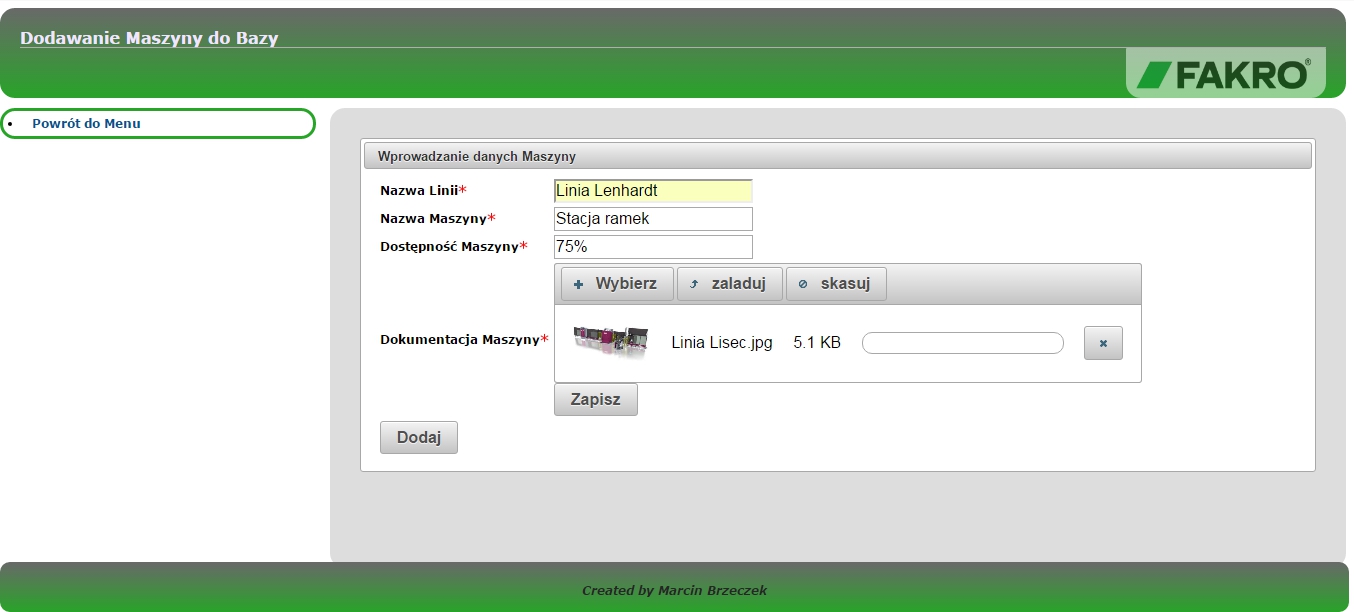 Dodawanie Maszyny do Bazy
FAKRO®
Powrót do Menu
Wprowadzanie danych Maszyny
Nazwa Linii* Linia Lenhardt
Nazwa Maszyny* Stacja ramek
Dostępność Maszyny* 75%
Wybierz zaladuj skasuj
Dokumentacja Maszyny* Linia Lisec.jpg 5.1 KB
Zapisz
Dodaj
Created by Marcin Brzeczek